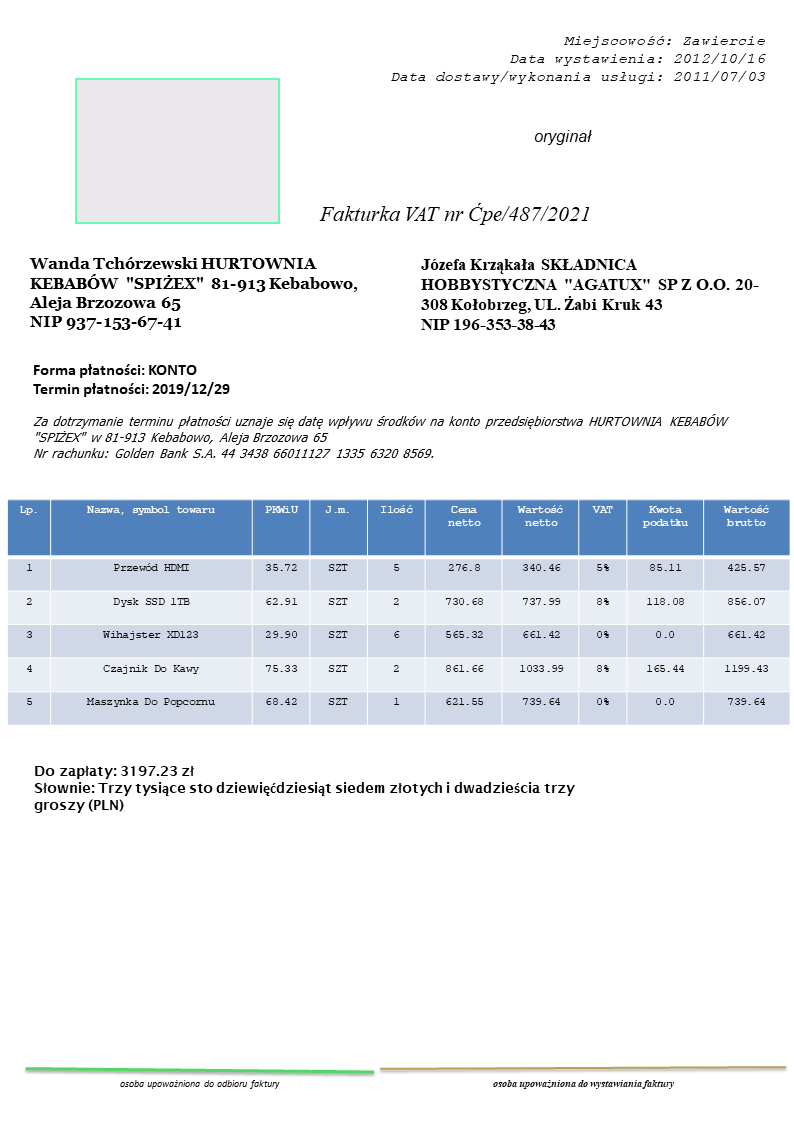 Miejscowość: Zawiercie
Data wystawienia: 2012/10/16
Data dostawy/wykonania usługi: 2011/07/03
oryginał
Fakturka VAT nr Ćpe/487/2021
Wanda Tchórzewski HURTOWNIA
KEBABÓW "SPIŻEX" 81-913 Kebabowo,
Aleja Brzozowa 65
NIP 937-153-67-41
Józefa Krząkała SKŁADNICA
HOBBYSTYCZNA "AGATUX" SP Z O.O. 20-
308 Kołobrzeg, UL. Żabi Kruk 43
NIP 196-353-38-43
Forma płatności: KONTO
Termin płatności: 2019/12/29
Za dotrzymanie terminu płatności uznaje się datę wpływu środków na konto przedsiębiorstwa HURTOWNIA KEBABÓW
"SPIŻEX" w 81-913 Kebabowo, Aleja Brzozowa 65
Nr rachunku: Golden Bank S.A. 44 3438 66011127 1335 6320 8569.
Lp. Nazwa, symbol towaru PKWiU J.m. Ilość Cena netto Wartość netto VAT Kwota podatku Wartość brutto
1 Przewód HDMI 35.72 SZT 5 276.8 340.46 5% 85.11 425.57
2 Dysk SSD 1TB 62.91 SZT 2 730.68 737.99 8% 118.08 856.07
3 Wihajster XD123 29.90 SZT 6 565.32 661.42 0% 0.0 661.42
4 Czajnik Do Kawy 75.33 SZT 2 861.66 1033.99 8% 165.44 1199.43
5 Maszynka Do Popcornu 68.42 SZT 1 621.55 739.64 0% 0.0 739.64
Do zapłaty: 3197.23 zł
Słownie: Trzy tysiące sto dziewięćdziesiąt siedem złotych i dwadzieścia trzy
groszy (PLN)
osoba upoważniona do odbioru faktury
osoba upoważniona do wystawiania faktury